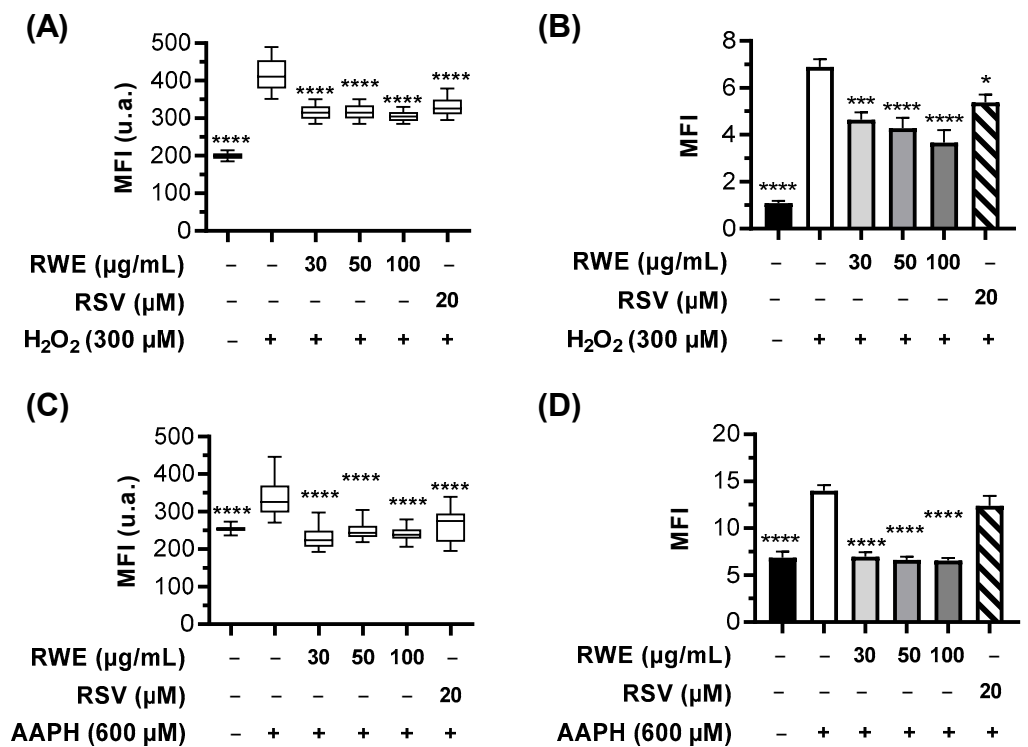 (A)
MFI (u.a.)
500
400
300
200
100
0
****
****
****
****
****
RWE (µg/mL) – – 30 50 100 –
RSV (µM) – – – – – 20
H₂O₂ (300 µM) – + + + + +
(B)
MFI
8
6
4
2
0
****
***
****
****
*
RWE (µg/mL) – – 30 50 100 –
RSV (µM) – – – – – 20
H₂O₂ (300 µM) – + + + + +
(C)
MFI (u.a.)
500
400
300
200
100
0
****
****
****
****
****
RWE (µg/mL) – – 30 50 100 –
RSV (µM) – – – – – 20
AAPH (600 µM) – + + + + +
(D)
MFI
20
15
10
5
0
****
****
****
****
RWE (µg/mL) – – 30 50 100 –
RSV (µM) – – – – – 20
AAPH (600 µM) – + + + + +